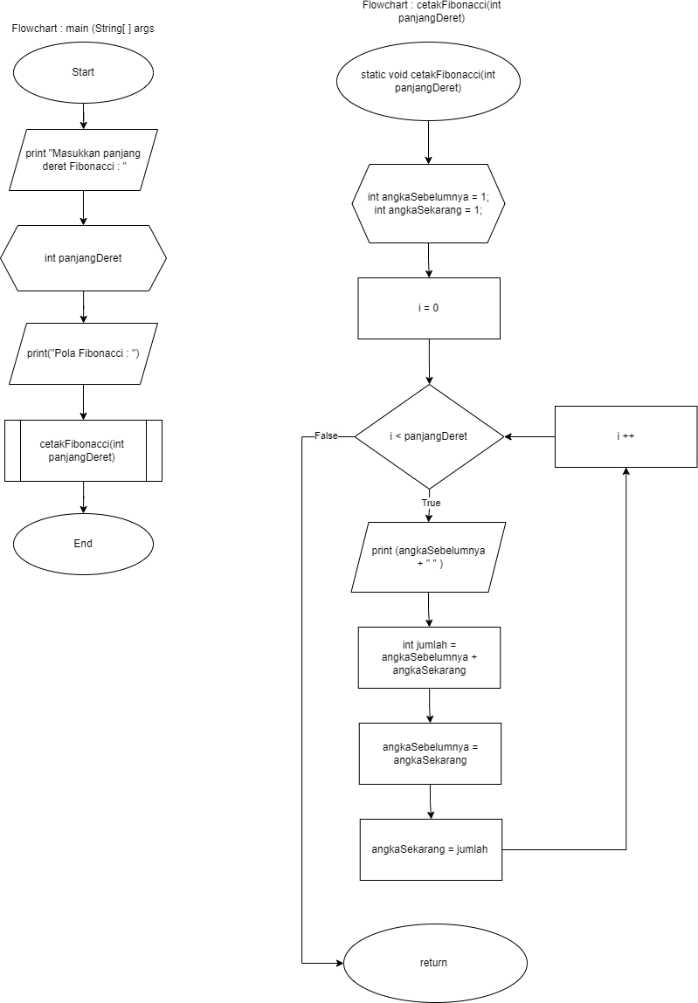 Flowchart : main (String[ ] args
Start
print "Masukkan panjang
deret Fibonacci : "
int panjangDeret
print("Pola Fibonacci : ")
cetakFibonacci(int
panjangDeret)
End
Flowchart : cetakFibonacci(int
panjangDeret)
static void cetakFibonacci(int
panjangDeret)
int angkaSebelumnya = 1;
int angkaSekarang = 1;
i = 0
i < panjangDeret
False
True
i ++
print (angkaSebelumnya
+ " " )
int jumlah =
angkaSebelumnya +
angkaSekarang
angkaSebelumnya =
angkaSekarang
angkaSekarang = jumlah
return